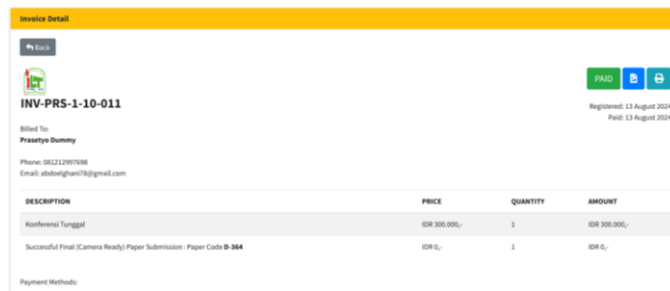 Invoice Detail
Back
PAID
INV-PRS-1-10-011
Registered: 13 August 2024
Paid: 13 August 2024
Billed To:
Prasetyo Dummy
Phone: 081212997698
Email: abdoelghani78@gmail.com
DESCRIPTION PRICE QUANTITY AMOUNT
Konferensi Tunggal IDR 300.000,- 1 IDR 300.000,-
Successful Final (Camera Ready) Paper Submission : Paper Code D-364 IDR 0,- 1 IDR 0,-
Payment Methods: